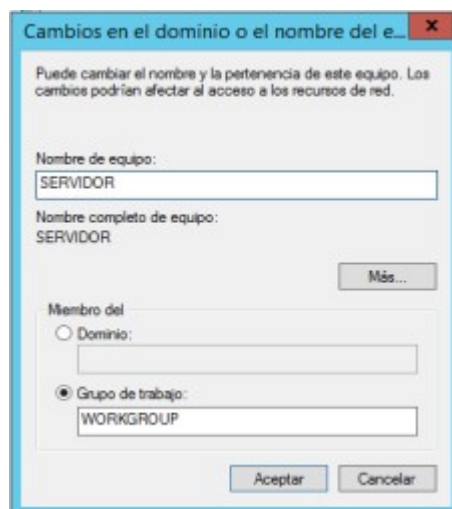 Cambios en el dominio o el nombre del e...
x
Puede cambiar el nombre y la pertenencia de este equipo. Los
cambios podrían afectar al acceso a los recursos de red.
Nombre de equipo:
SERVIDOR
Nombre completo de equipo:
SERVIDOR
Más...
Miembro del
Dominio:
Grupo de trabajo:
WORKGROUP
Aceptar Cancelar